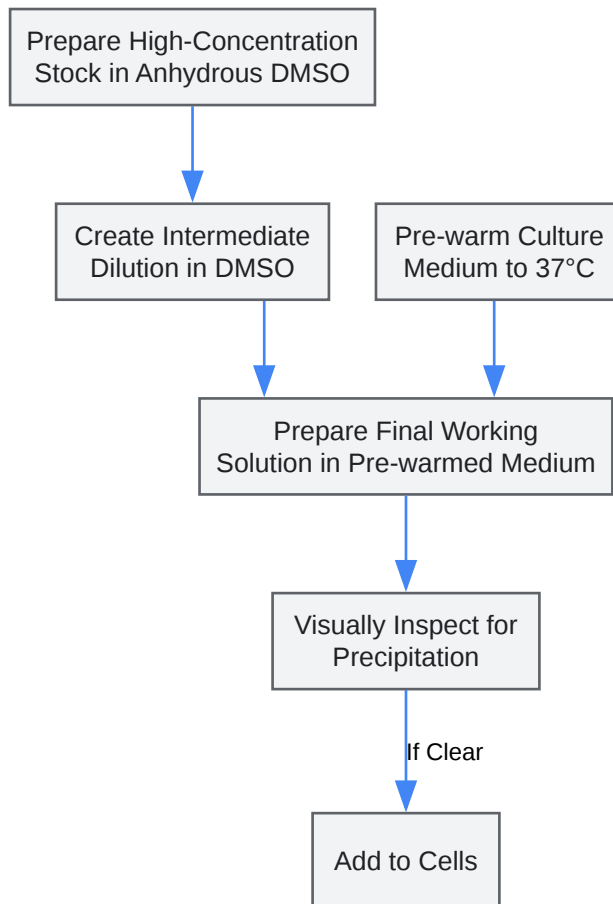 Prepare High-Concentration
Stock in Anhydrous DMSO
Create Intermediate
Dilution in DMSO
Pre-warm Culture
Medium to 37°C
Prepare Final Working
Solution in Pre-warmed Medium
Visually Inspect for
Precipitation
If Clear
Add to Cells